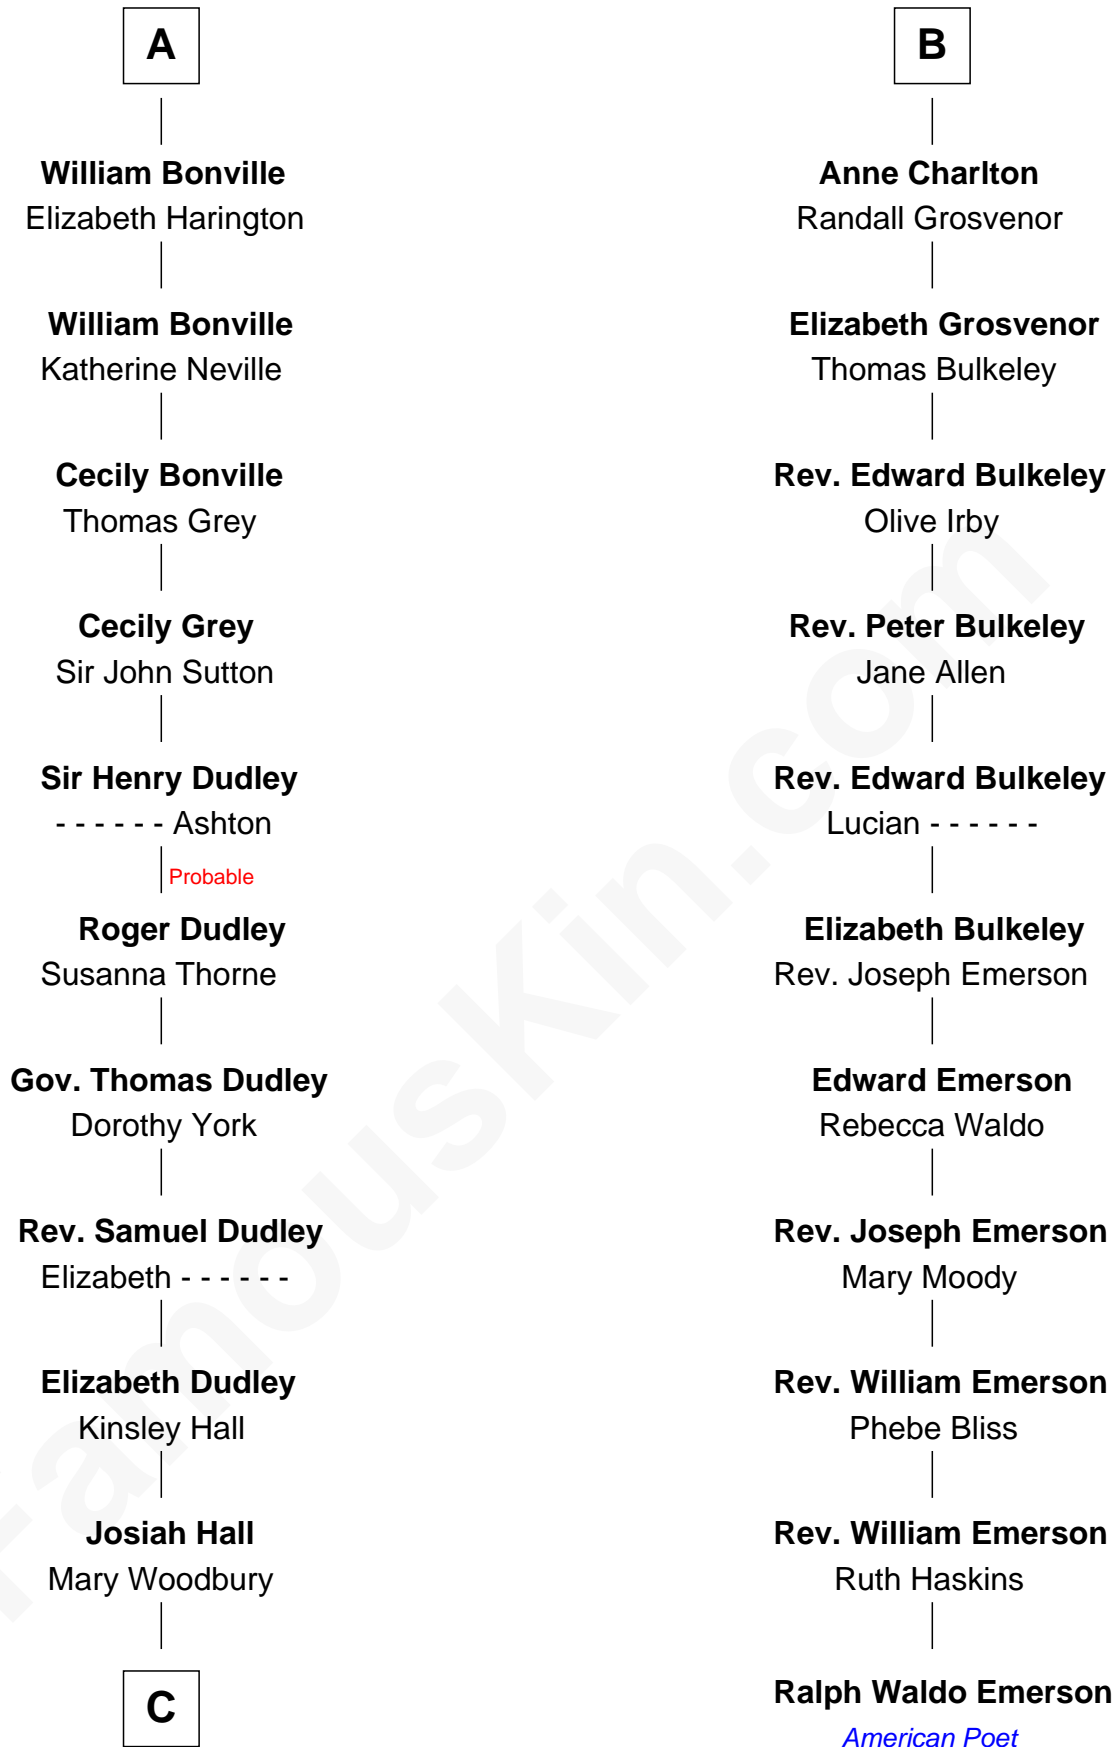 A
William Bonville
Elizabeth Harington
William Bonville
Katherine Neville
Cecily Bonville
Thomas Grey
Cecily Grey
Sir John Sutton
Sir Henry Dudley
- - - - - - Ashton
Probable
Roger Dudley
Susanna Thorne
Gov. Thomas Dudley
Dorothy York
Rev. Samuel Dudley
Elizabeth - - - - - -
Elizabeth Dudley
Kinsley Hall
Josiah Hall
Mary Woodbury
C
B
Anne Charlton
Randall Grosvenor
Elizabeth Grosvenor
Thomas Bulkeley
Rev. Edward Bulkeley
Olive Irby
Rev. Peter Bulkeley
Jane Allen
Rev. Edward Bulkeley
Lucian - - - - - -
Elizabeth Bulkeley
Rev. Joseph Emerson
Edward Emerson
Rebecca Waldo
Rev. Joseph Emerson
Mary Moody
Rev. William Emerson
Phebe Bliss
Rev. William Emerson
Ruth Haskins
Ralph Waldo Emerson
American Poet
FamousKin.com